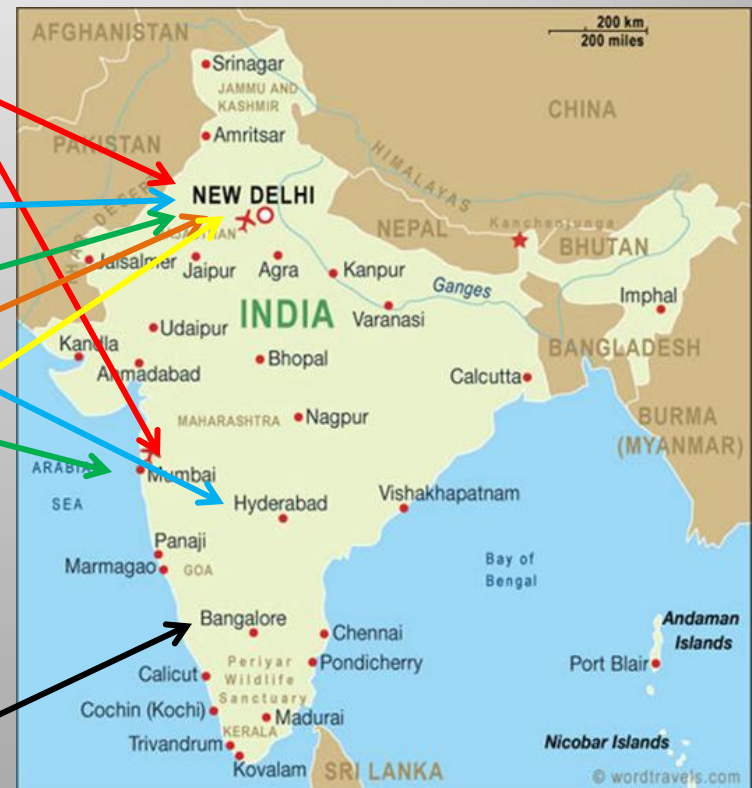 AFGHANISTAN
200 km
200 miles
Srinagar
JAMMU AND
KASHMIR
CHINA
Amritsar
PAKISTAN
HIMALAYAS
NEW DELHI
NEPAL
Kanchenjunga
BHUTAN
Jaisalmer
Jaipur
Agra
Kanpur
Ganges
Imphal
INDIA
Varanasi
Udaipur
Kandla
BANGLADESH
Ahmadabad
Bhopal
Calcutta
MAHARASHTRA
Nagpur
BURMA
(MYANMAR)
SEA
Mumbai
Hyderabad
Vishakhapatnam
Panaji
Marmagao
GOA
Bay of
Bengal
Bangalore
Chennai
Andaman
Islands
Periyar
Wildlife
Sanctuary
Pondicherry
Port Blair
Calicut
Cochin (Kochi)
Madurai
KERALA
Trivandrum
Nicobar Islands
Kovalam
SRI LANKA
© wordtravels.com